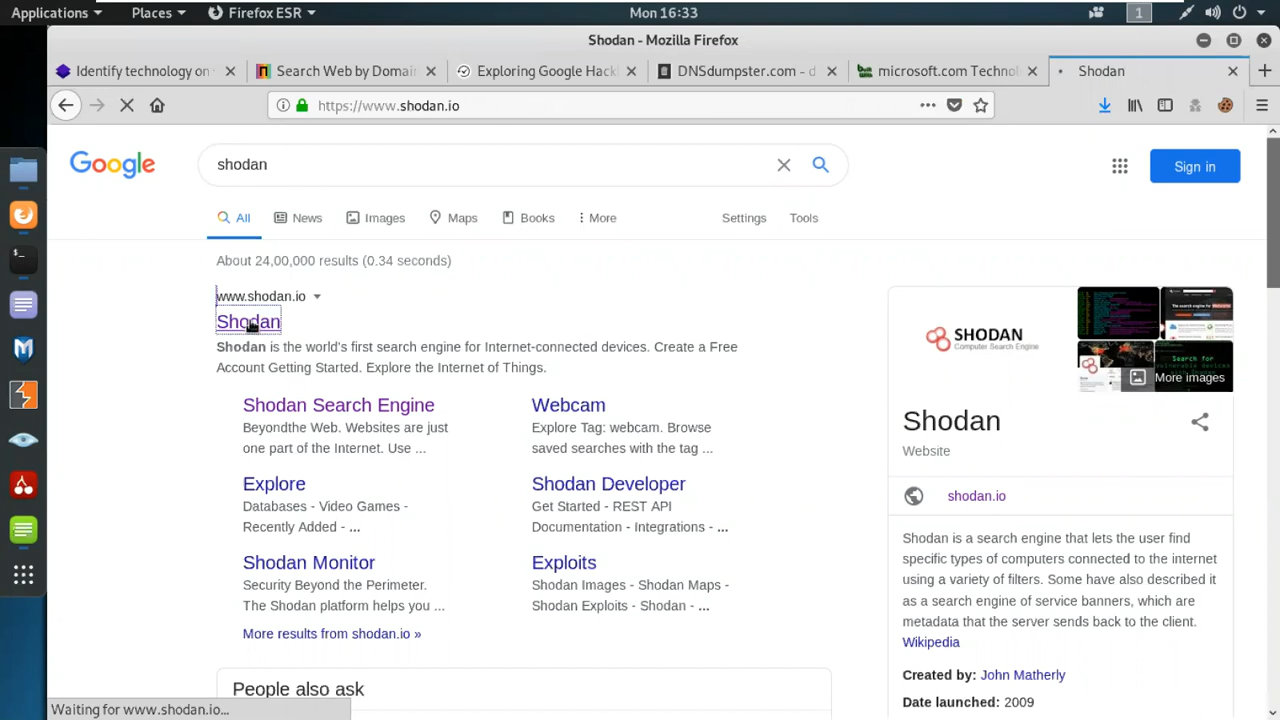 Applications Places Firefox ESR Mon 16:33 1
Shodan - Mozilla Firefox
Identify technology on Search Web by Domai Exploring Google Hack DNSdumpster.com - d microsoft.com Technol Shodan
https://www.shodan.io
Google shodan Sign in
All News Images Maps Books More Settings Tools
About 24,00,000 results (0.34 seconds)
www.shodan.io
Shodan
Shodan is the world's first search engine for Internet-connected devices. Create a Free
Account Getting Started. Explore the Internet of Things.
Shodan Search Engine
Beyondthe Web. Websites are just
one part of the Internet. Use ...
Webcam
Explore Tag: webcam. Browse
saved searches with the tag ...
Explore
Databases - Video Games -
Recently Added - ...
Shodan Developer
Get Started - REST API
Documentation - Integrations - ...
Shodan Monitor
Security Beyond the Perimeter.
The Shodan platform helps you ...
Exploits
Shodan Images - Shodan Maps -
Shodan Exploits - Shodan - ...
More results from shodan.io »
People also ask
SHODAN
Computer Search Engine
Search for
vulnerable devices
with Shodan
More images
Shodan
Website
shodan.io
Shodan is a search engine that lets the user find
specific types of computers connected to the internet
using a variety of filters. Some have also described it
as a search engine of service banners, which are
metadata that the server sends back to the client.
Wikipedia
Created by: John Matherly
Date launched: 2009
Waiting for www.shodan.io...